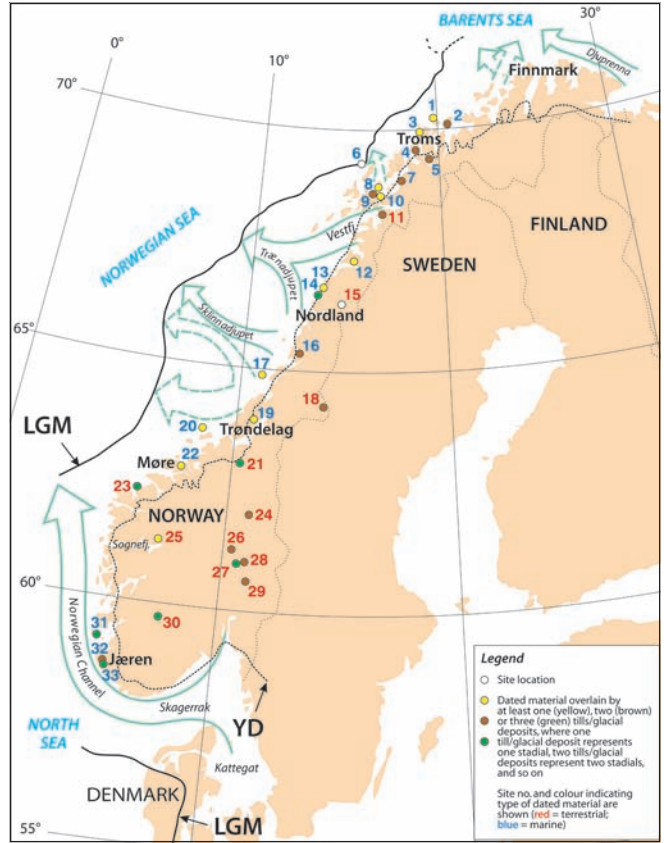 BARENTS SEA
30°
0°
10°
Djuprenna
Finnmark
70°
1
2
3
Troms
4
5
6
7
8
9
10
11
FINLAND
Vestfj.
NORWEGIAN SEA
SWEDEN
Trænadjupet
12
13
14
15
Nordland
Sklinnadjupet
65°
16
17
18
LGM
19
20
Trøndelag
21
Møre
22
23
NORWAY
24
Sognefj.
25
26
28
27
29
60°
30
Norwegian Channel
31
32
Jæren
33
Skagerrak
YD
NORTH
SEA
Kattegat
DENMARK
LGM
55°
Legend
Site location
Dated material overlain by
at least one (yellow), two (brown)
or three (green) tills/glacial
deposits, where one
till/glacial deposit represents
one stadial, two tills/glacial
deposits represent two stadials,
and so on
Site no. and colour indicating
type of dated material are
shown (red = terrestrial;
blue = marine)